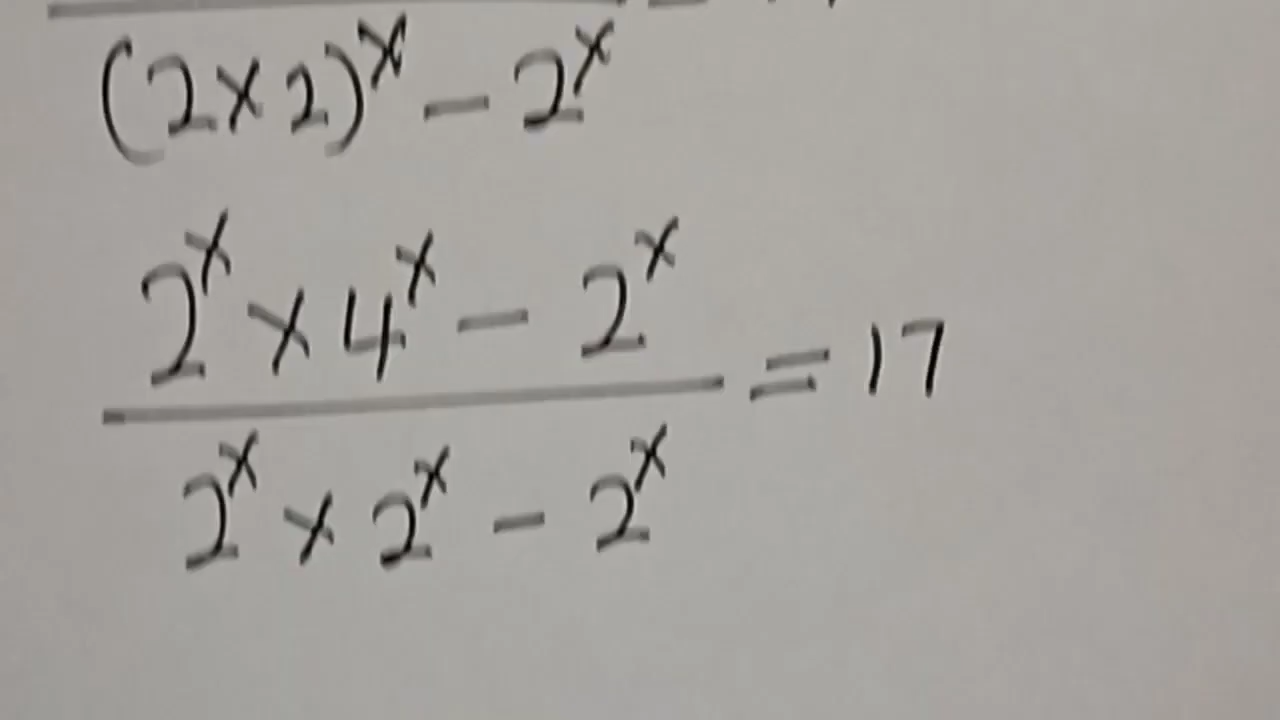 (2×2)^x − 2^x
2^x × 4^x − 2^x
= 17
2^x × 2^x − 2^x